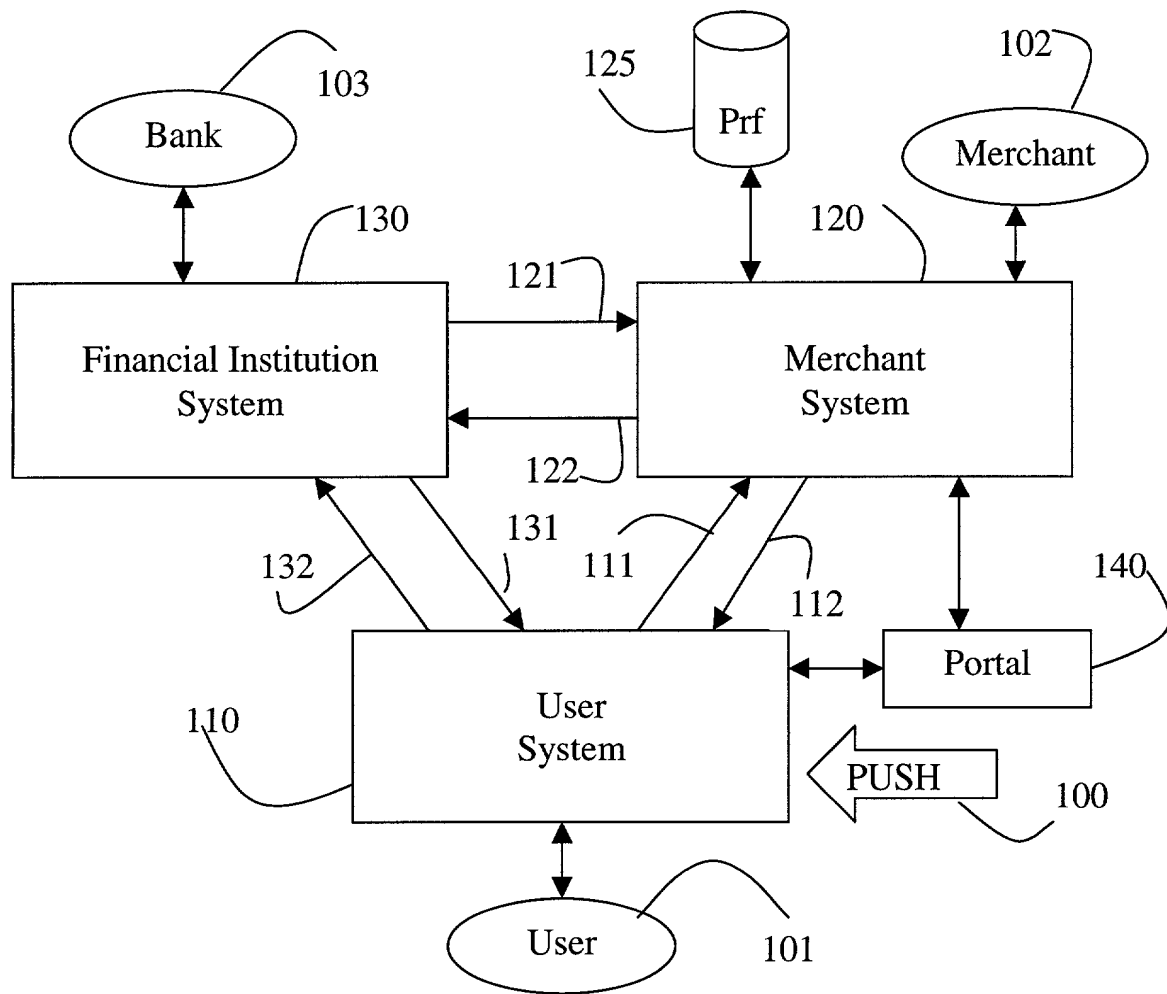 125
102
103
Prf
Bank
Merchant
130
120
121
Financial Institution
System
Merchant
System
122
131
111
132
112
140
Portal
110
User
System
PUSH
100
User
101